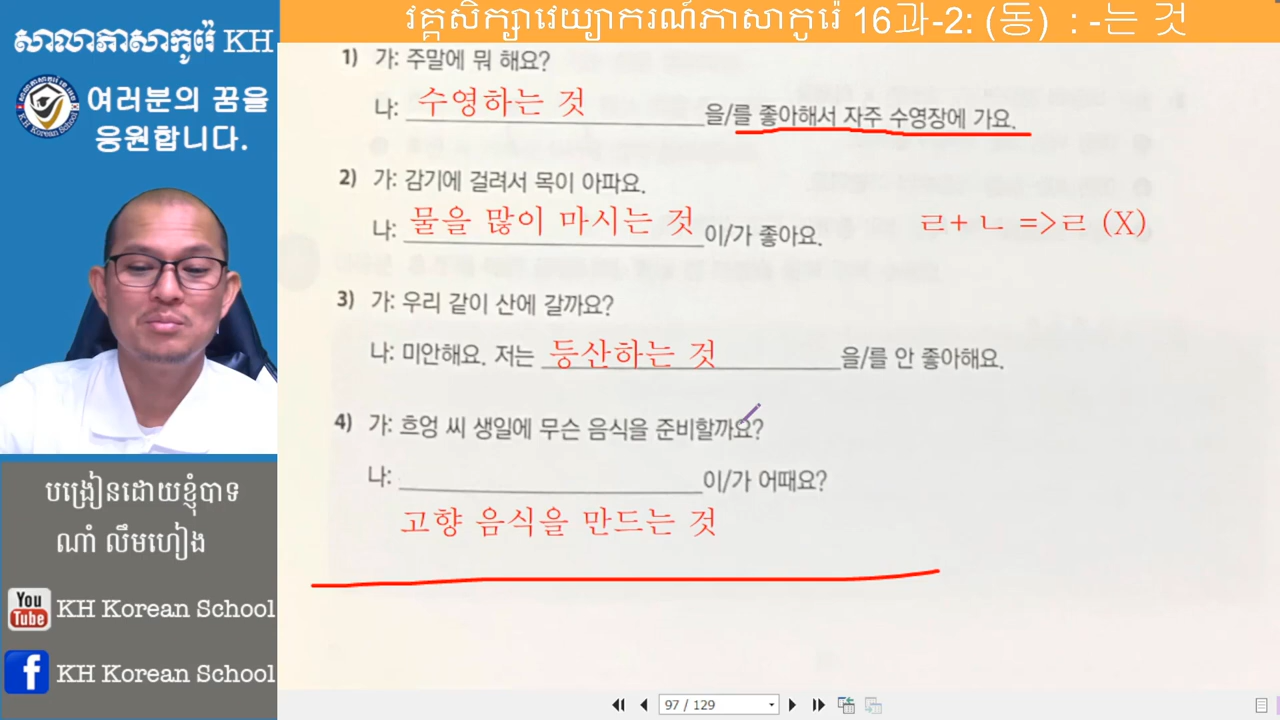 សាលាភាសាកូរ៉េ KH
여러분의 꿈을
응원합니다.
វគ្គសិក្សាវេយ្យាករណ៍ភាសាកូរ៉េ 16과-2: (동) : -는 것
1) 가: 주말에 뭐 해요?
나: 수영하는 것 을/를 좋아해서 자주 수영장에 가요.
2) 가: 감기에 걸려서 목이 아파요.
나: 물을 많이 마시는 것 이/가 좋아요.
ㄹ+ ㄴ =>ㄹ (X)
3) 가: 우리 같이 산에 갈까요?
나: 미안해요. 저는 등산하는 것 을/를 안 좋아해요.
4) 가: 흐엉 씨 생일에 무슨 음식을 준비할까요?
나: 이/가 어때요?
고향 음식을 만드는 것
បង្រៀនដោយខ្ញុំបាទ
ណាំ លឹមហៀង
You Tube KH Korean School
f KH Korean School
97 / 129